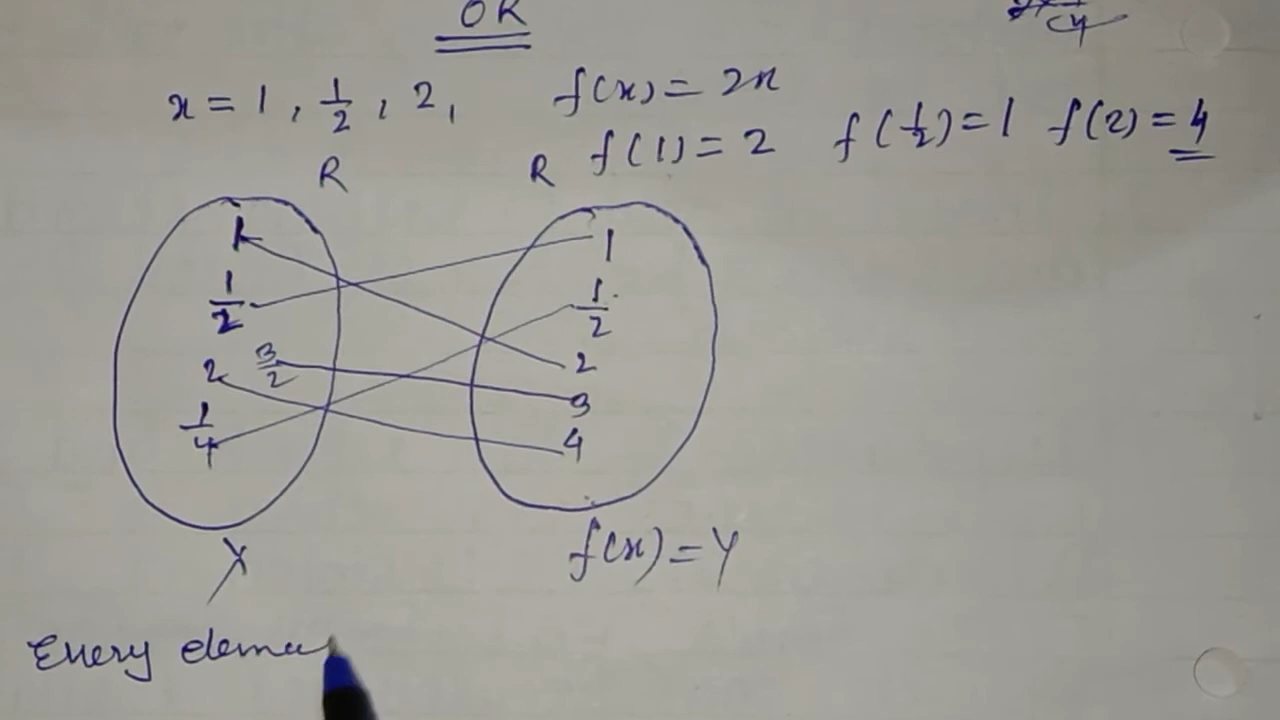 OR
x = 1, 1/2, 2, f(x) = 2x
f(1) = 2 f(1/2) = 1 f(2) = 4
R R
1 1
1/2 1/2
2 3/2 2
3
1/4 4
X f(x) = Y
Every elemen